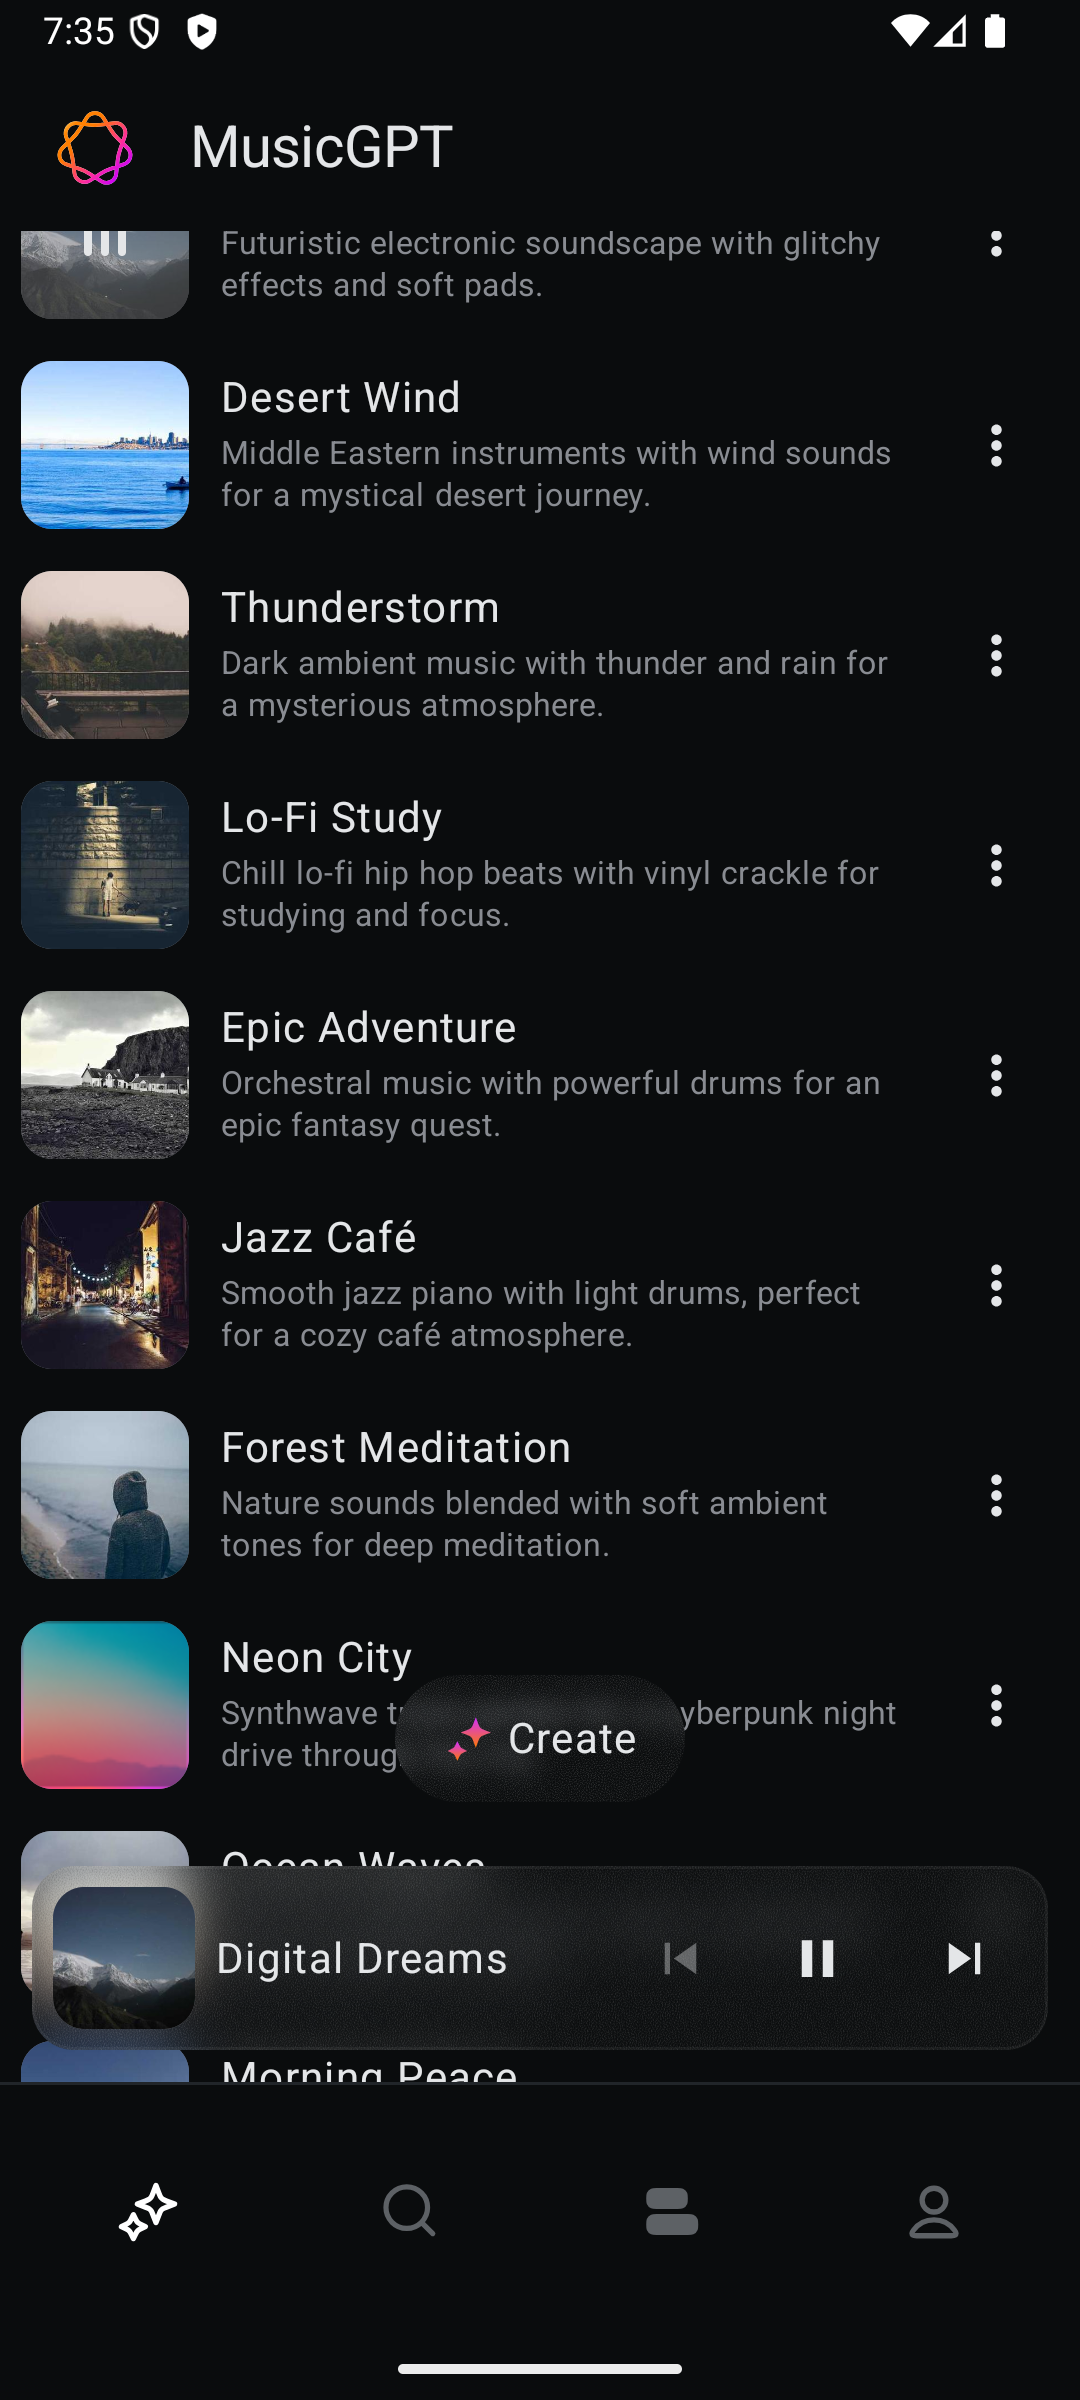 7:35
MusicGPT
Futuristic electronic soundscape with glitchy
effects and soft pads.
Desert Wind
Middle Eastern instruments with wind sounds
for a mystical desert journey.
Thunderstorm
Dark ambient music with thunder and rain for
a mysterious atmosphere.
Lo-Fi Study
Chill lo-fi hip hop beats with vinyl crackle for
studying and focus.
Epic Adventure
Orchestral music with powerful drums for an
epic fantasy quest.
Jazz Café
Smooth jazz piano with light drums, perfect
for a cozy café atmosphere.
Forest Meditation
Nature sounds blended with soft ambient
tones for deep meditation.
Neon City
Synthwave yberpunk night
drive
Create
Ocean Waves
Digital Dreams
Morning Peace